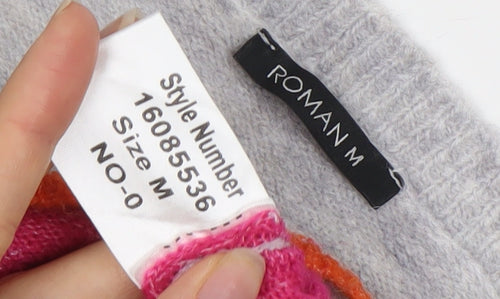 Style Number
16085536
Size M
NO-0
ROMAN M